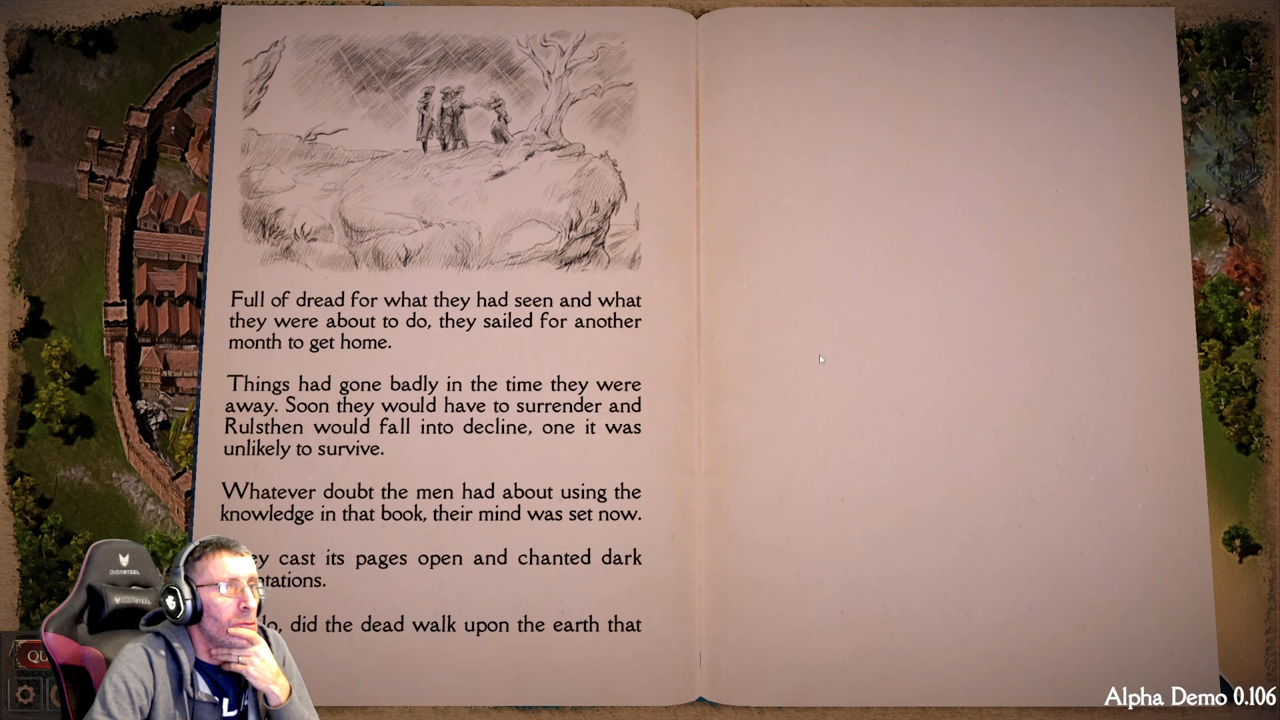 Full of dread for what they had seen and what
they were about to do, they sailed for another
month to get home.
Things had gone badly in the time they were
away. Soon they would have to surrender and
Rulsthen would fall into decline, one it was
unlikely to survive.
Whatever doubt the men had about using the
knowledge in that book, their mind was set now.
cast its pages open and chanted dark
did the dead walk upon the earth that
OVERSTEEL
QU
Alpha Demo 0.106